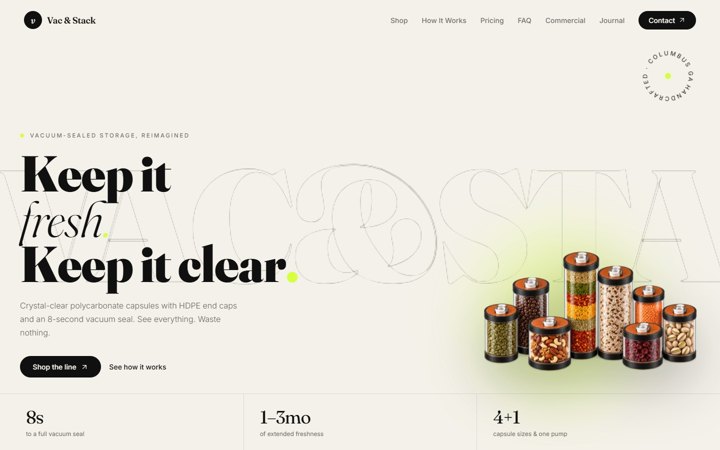 v Vac & Stack
Shop How It Works Pricing FAQ Commercial Journal Contact
COLUMBUS GA HANDCRAFTED ·
VACUUM-SEALED STORAGE, REIMAGINED
VAC&STA
Keep it
fresh.
Keep it clear.
Crystal-clear polycarbonate capsules with HDPE end caps
and an 8-second vacuum seal. See everything. Waste
nothing.
Shop the line See how it works
8s 1–3mo 4+1
to a full vacuum seal of extended freshness capsule sizes & one pump